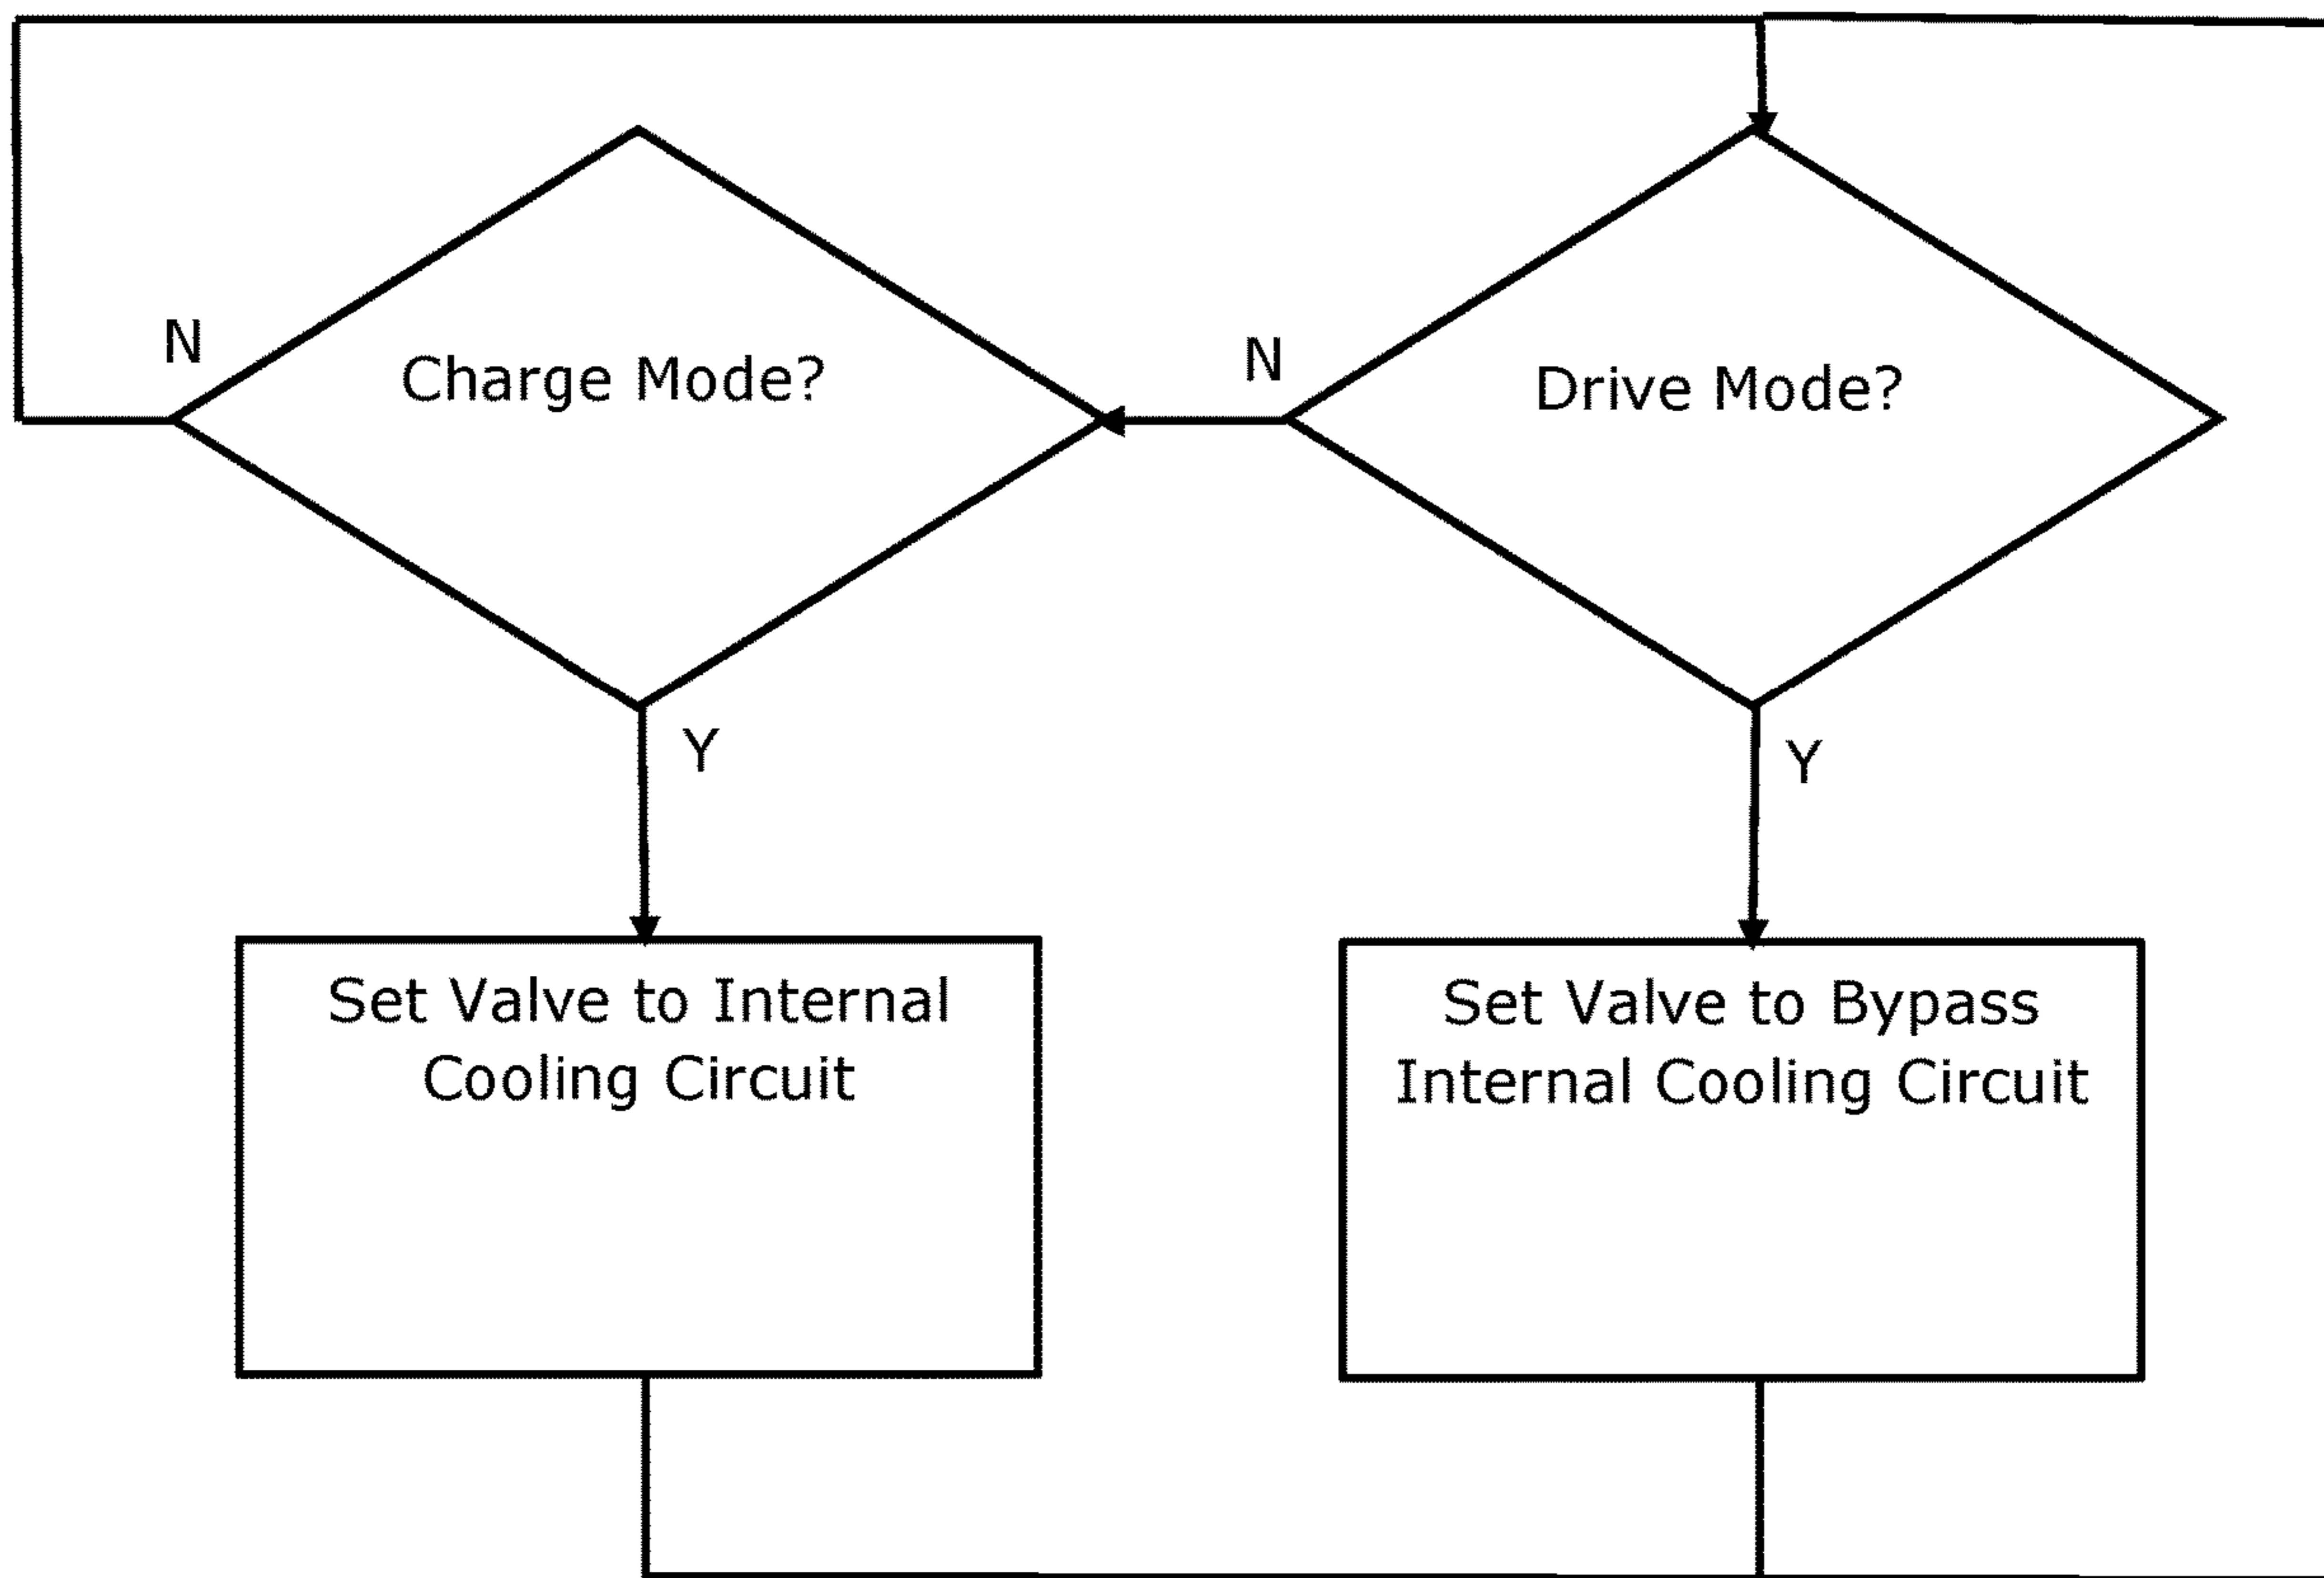 N
Charge Mode?
N
Drive Mode?
Y
Y
Set Valve to Internal
Cooling Circuit
Set Valve to Bypass
Internal Cooling Circuit